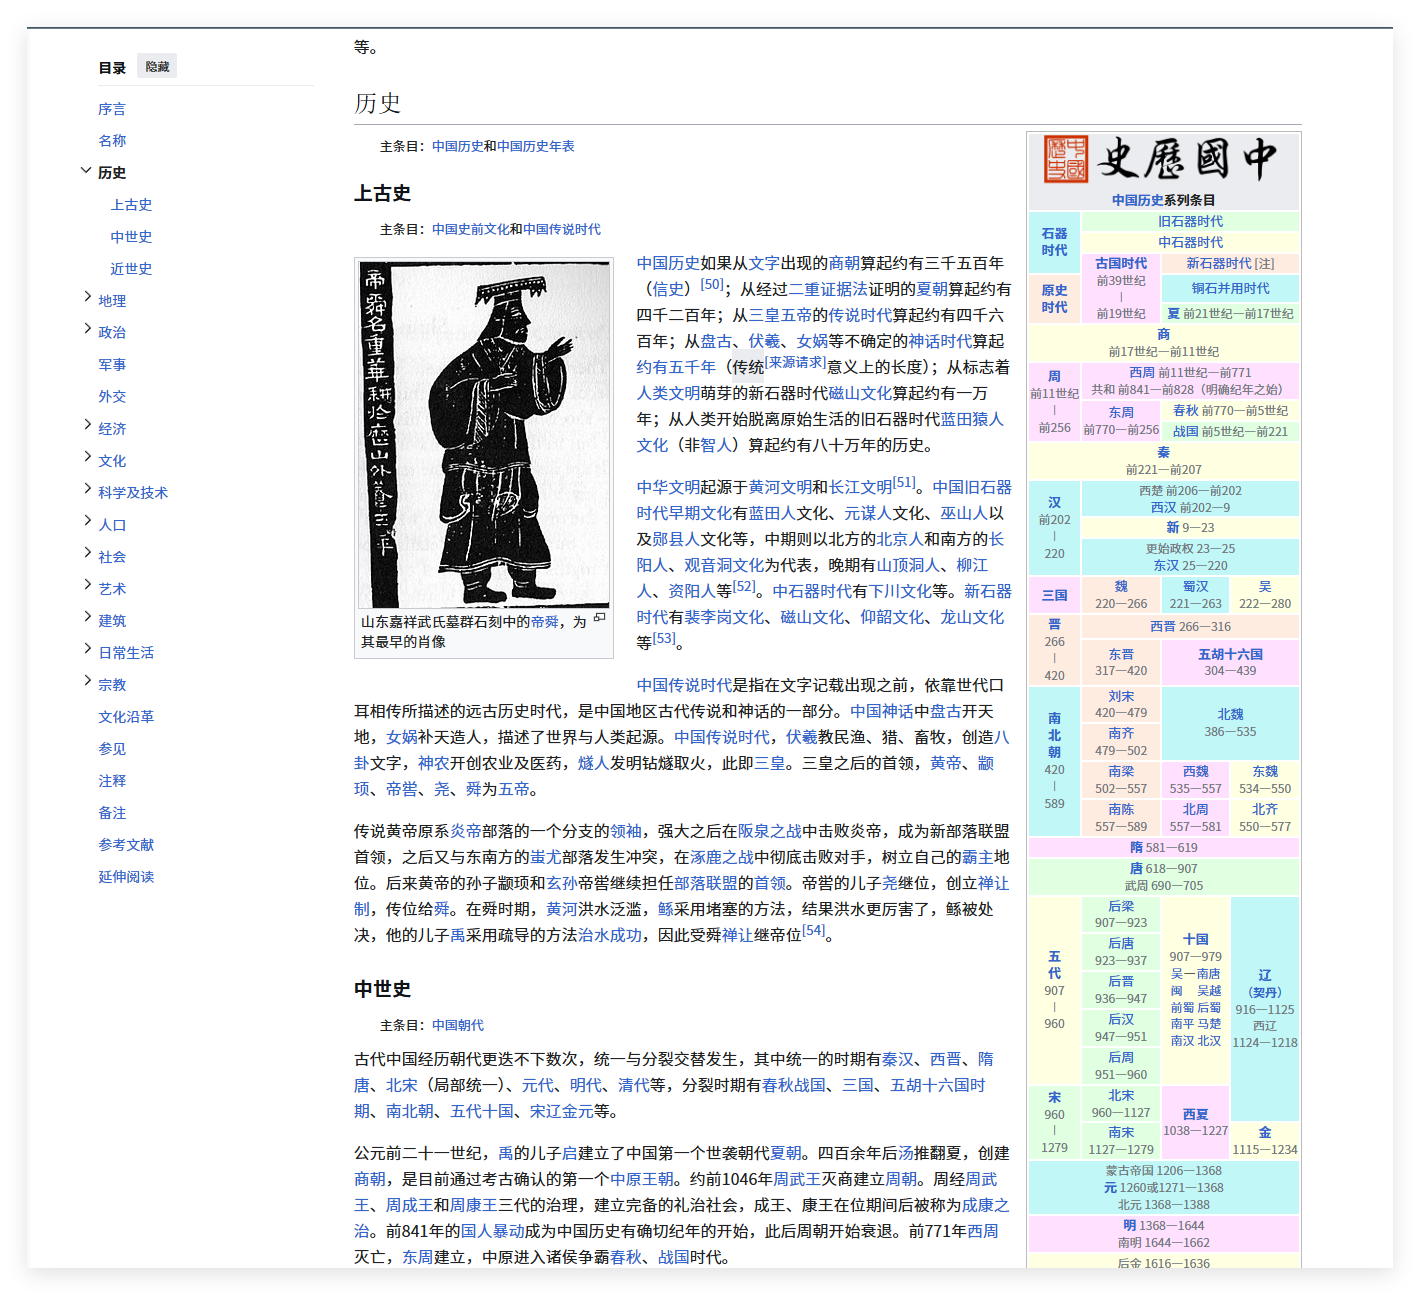 等。
目录 隐藏
序言
名称
历史
上古史
中世史
近世史
地理
政治
军事
外交
经济
文化
科学及技术
人口
社会
艺术
建筑
日常生活
宗教
文化沿革
参见
注释
备注
参考文献
延伸阅读
历史
主条目：中国历史和中国历史年表
上古史
主条目：中国史前文化和中国传说时代
帝舜名重华耕於歷山外養三年
山东嘉祥武氏墓群石刻中的帝舜，为
其最早的肖像
中国历史如果从文字出现的商朝算起约有三千五百年
（信史）[50]；从经过二重证据法证明的夏朝算起约有
四千二百年；从三皇五帝的传说时代算起约有四千六
百年；从盘古、伏羲、女娲等不确定的神话时代算起
约有五千年（传统[来源请求]意义上的长度）；从标志着
人类文明萌芽的新石器时代磁山文化算起约有一万
年；从人类开始脱离原始生活的旧石器时代蓝田猿人
文化（非智人）算起约有八十万年的历史。
中华文明起源于黄河文明和长江文明[51]。中国旧石器
时代早期文化有蓝田人文化、元谋人文化、巫山人以
及郧县人文化等，中期则以北方的北京人和南方的长
阳人、观音洞文化为代表，晚期有山顶洞人、柳江
人、资阳人等[52]。中石器时代有下川文化等。新石器
时代有裴李岗文化、磁山文化、仰韶文化、龙山文化
等[53]。
中国传说时代是指在文字记载出现之前，依靠世代口
耳相传所描述的远古历史时代，是中国地区古代传说和神话的一部分。中国神话中盘古开天
地，女娲补天造人，描述了世界与人类起源。中国传说时代，伏羲教民渔、猎、畜牧，创造八
卦文字，神农开创农业及医药，燧人发明钻燧取火，此即三皇。三皇之后的首领，黄帝、颛
顼、帝喾、尧、舜为五帝。
传说黄帝原系炎帝部落的一个分支的领袖，强大之后在阪泉之战中击败炎帝，成为新部落联盟
首领，之后又与东南方的蚩尤部落发生冲突，在涿鹿之战中彻底击败对手，树立自己的霸主地
位。后来黄帝的孙子颛顼和玄孙帝喾继续担任部落联盟的首领。帝喾的儿子尧继位，创立禅让
制，传位给舜。在舜时期，黄河洪水泛滥，鲧采用堵塞的方法，结果洪水更厉害了，鲧被处
决，他的儿子禹采用疏导的方法治水成功，因此受舜禅让继帝位[54]。
中世史
主条目：中国朝代
古代中国经历朝代更迭不下数次，统一与分裂交替发生，其中统一的时期有秦汉、西晋、隋
唐、北宋（局部统一）、元代、明代、清代等，分裂时期有春秋战国、三国、五胡十六国时
期、南北朝、五代十国、宋辽金元等。
公元前二十一世纪，禹的儿子启建立了中国第一个世袭朝代夏朝。四百余年后汤推翻夏，创建
商朝，是目前通过考古确认的第一个中原王朝。约前1046年周武王灭商建立周朝。周经周武
王、周成王和周康王三代的治理，建立完备的礼治社会，成王、康王在位期间后被称为成康之
治。前841年的国人暴动成为中国历史有确切纪年的开始，此后周朝开始衰退。前771年西周
灭亡，东周建立，中原进入诸侯争霸春秋、战国时代。
中國歷史
史歷國中
中国历史系列条目
石器
时代
旧石器时代
中石器时代
古国时代
前39世纪
|
前19世纪
新石器时代 [注]
原史
时代
铜石并用时代
夏 前21世纪—前17世纪
商
前17世纪—前11世纪
周
前11世纪
|
前256
西周 前11世纪—前771
共和 前841—前828（明确纪年之始）
东周
前770—前256
春秋 前770—前5世纪
战国 前5世纪—前221
秦
前221—前207
汉
前202
|
220
西楚 前206—前202
西汉 前202—9
新 9—23
更始政权 23—25
东汉 25—220
三国
魏
220—266
蜀汉
221—263
吴
222—280
晋
266
|
420
西晋 266—316
东晋
317—420
五胡十六国
304—439
南
北
朝
420
|
589
刘宋
420—479
南齐
479—502
北魏
386—535
南梁
502—557
西魏
535—557
东魏
534—550
南陈
557—589
北周
557—581
北齐
550—577
隋 581—619
唐 618—907
武周 690—705
五
代
907
|
960
后梁
907—923
后唐
923—937
后晋
936—947
后汉
947—951
后周
951—960
十国
907—979
吴一南唐
闽 吴越
前蜀 后蜀
南平 马楚
南汉 北汉
辽
（契丹）
916—1125
西辽
1124—1218
宋
960
|
1279
北宋
960—1127
南宋
1127—1279
西夏
1038—1227
金
1115—1234
蒙古帝国 1206—1368
元 1260或1271—1368
北元 1368—1388
明 1368—1644
南明 1644—1662
后金 1616—1636